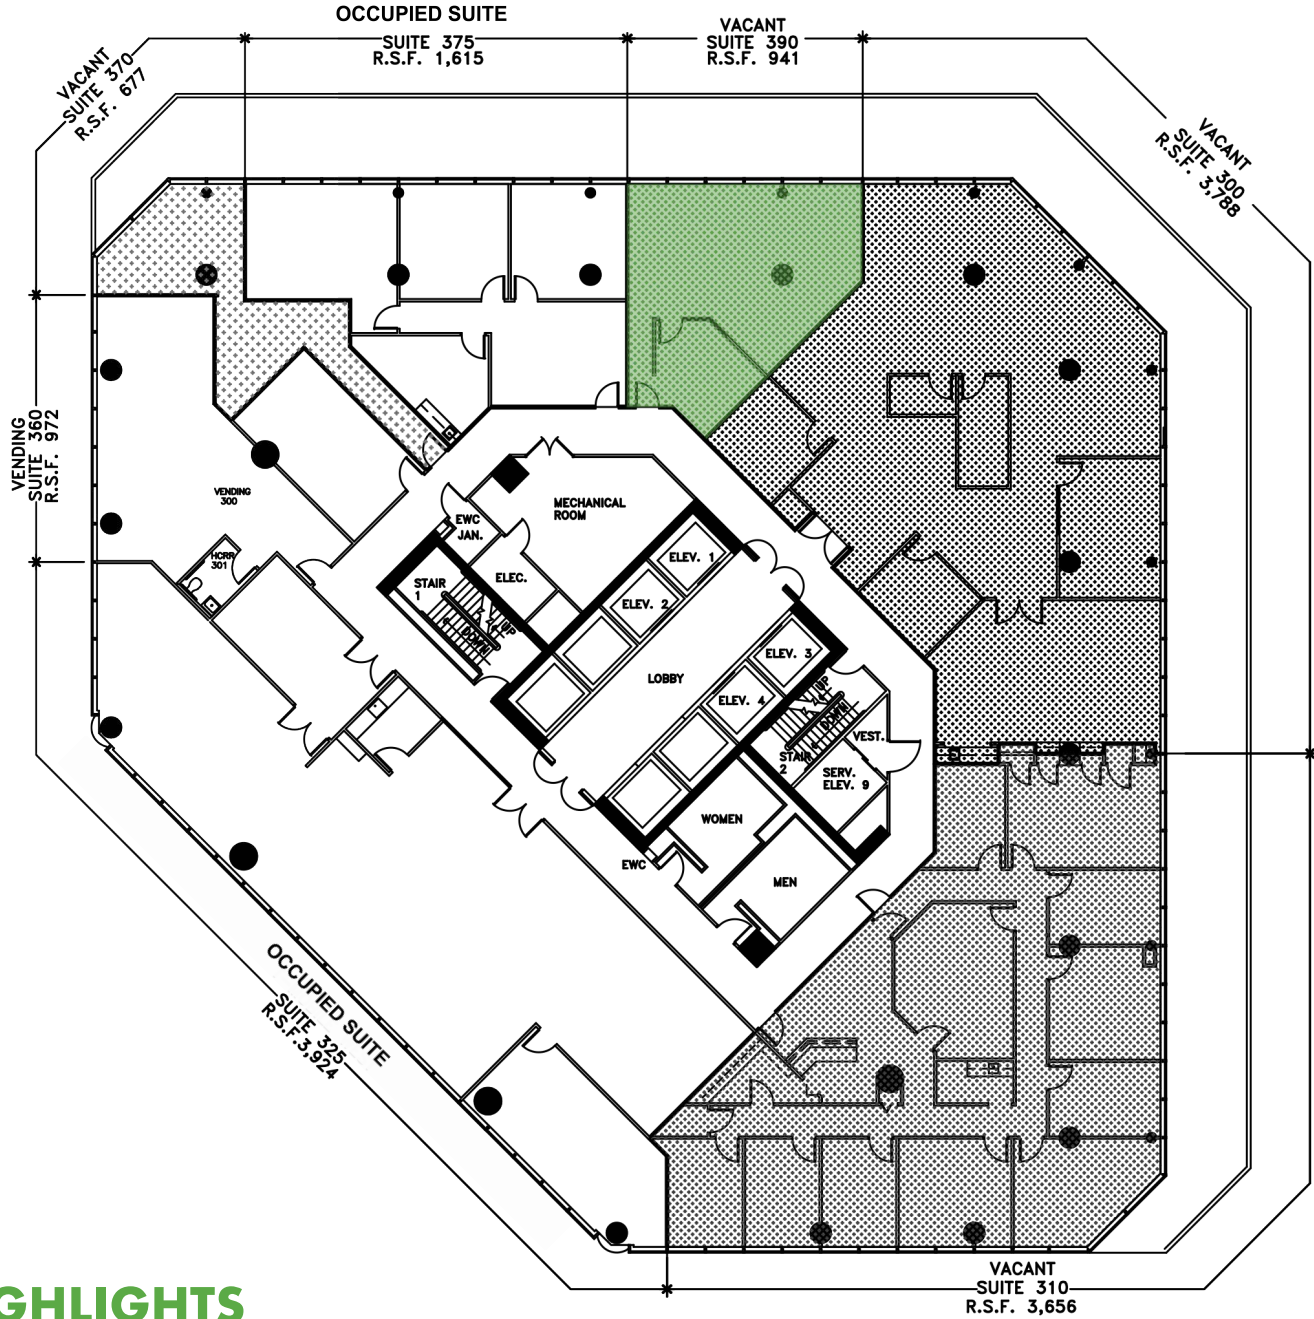 OCCUPIED SUITE
SUITE 375
R.S.F. 1,615
VACANT
SUITE 390
R.S.F. 941
VACANT
SUITE 370
R.S.F. 677
VACANT
SUITE 300
R.S.F. 3,788
VENDING
SUITE 360
R.S.F. 972
VENDING
300
HCRR
301
EWC
JAN.
MECHANICAL
ROOM
ELEC.
STAIR
1
UP
DOWN
ELEV. 1
ELEV. 2
LOBBY
ELEV. 3
ELEV. 4
UP
DOWN
STAIR
2
VEST.
SERV.
ELEV. 9
WOMEN
EWC
MEN
OCCUPIED SUITE
SUITE 325
R.S.F.3,924
VACANT
SUITE 310
R.S.F. 3,656
GHLIGHTS